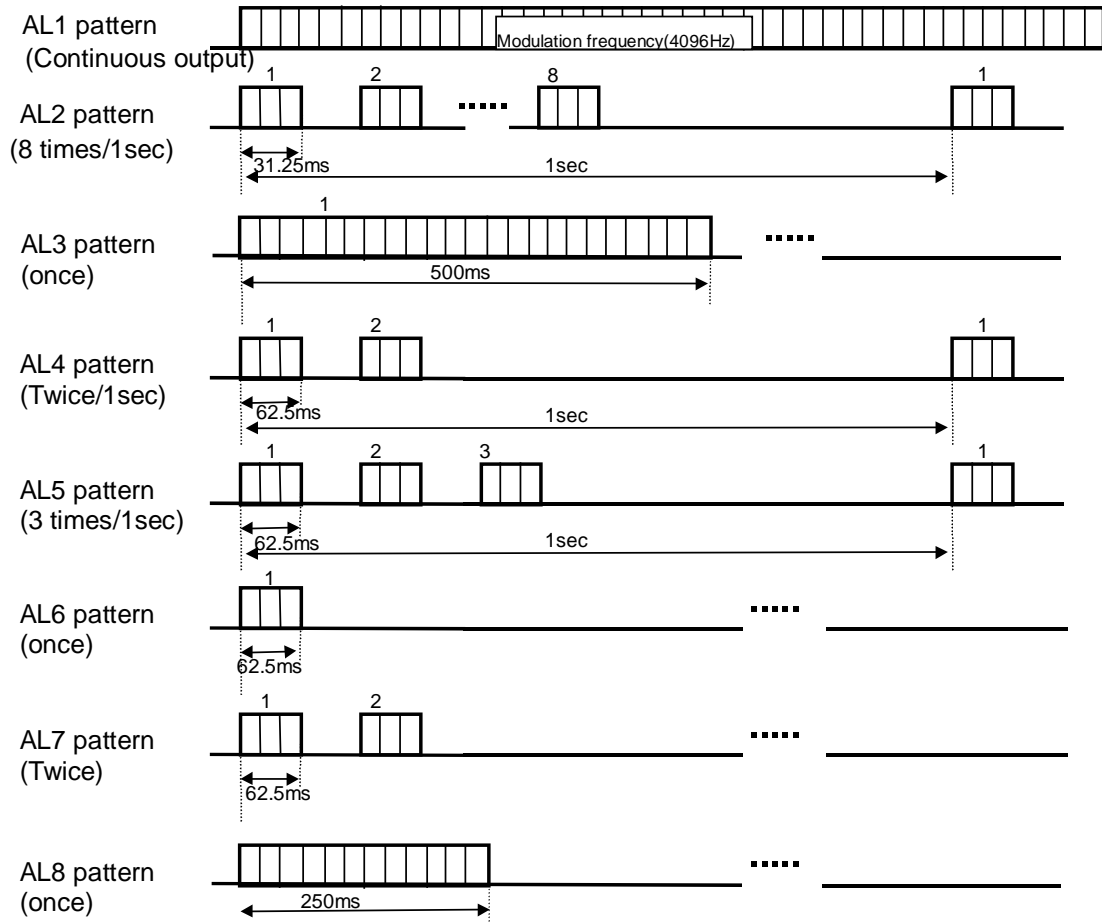 AL1 pattern
(Continuous output)
Modulation frequency(4096Hz)
1 2 8 1
AL2 pattern
(8 times/1sec)
31.25ms
1sec
1
AL3 pattern
(once)
500ms
1 2 1
AL4 pattern
(Twice/1sec)
62.5ms
1sec
1 2 3 1
AL5 pattern
(3 times/1sec)
62.5ms
1sec
1
AL6 pattern
(once)
62.5ms
1 2
AL7 pattern
(Twice)
62.5ms
AL8 pattern
(once)
250ms